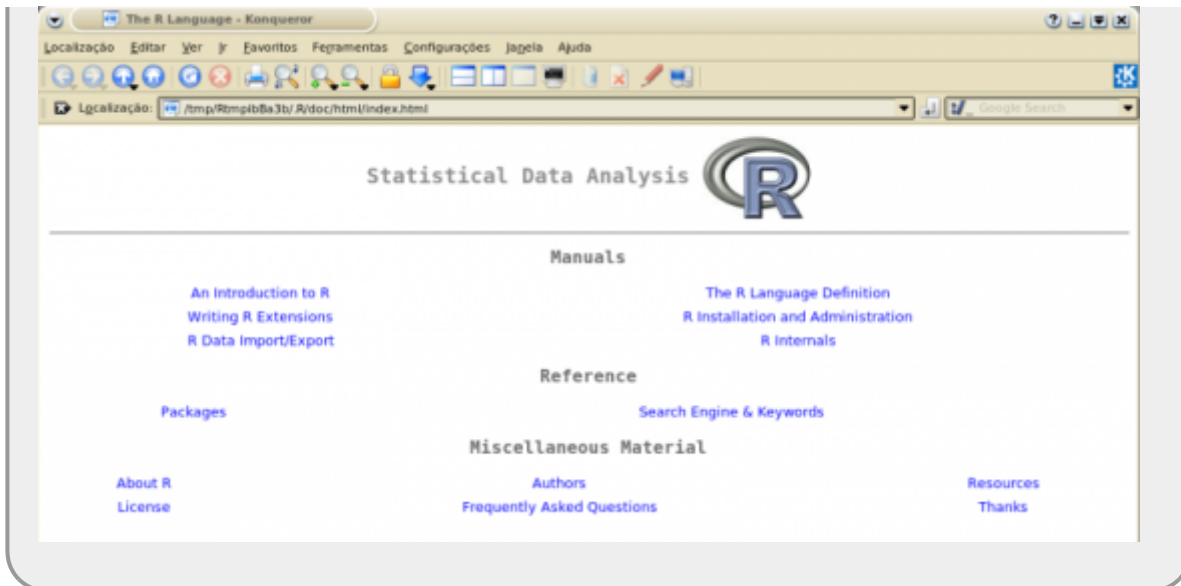 The R Language - Konqueror
Localização Editar Ver Ir Favoritos Ferramentas Configurações Janela Ajuda
Localização: /tmp/RtmpibBa3b/.R/doc/html/index.html Google Search
Statistical Data Analysis R
Manuals
An Introduction to R The R Language Definition
Writing R Extensions R Installation and Administration
R Data Import/Export R Internals
Reference
Packages Search Engine & Keywords
Miscellaneous Material
About R Authors Resources
License Frequently Asked Questions Thanks